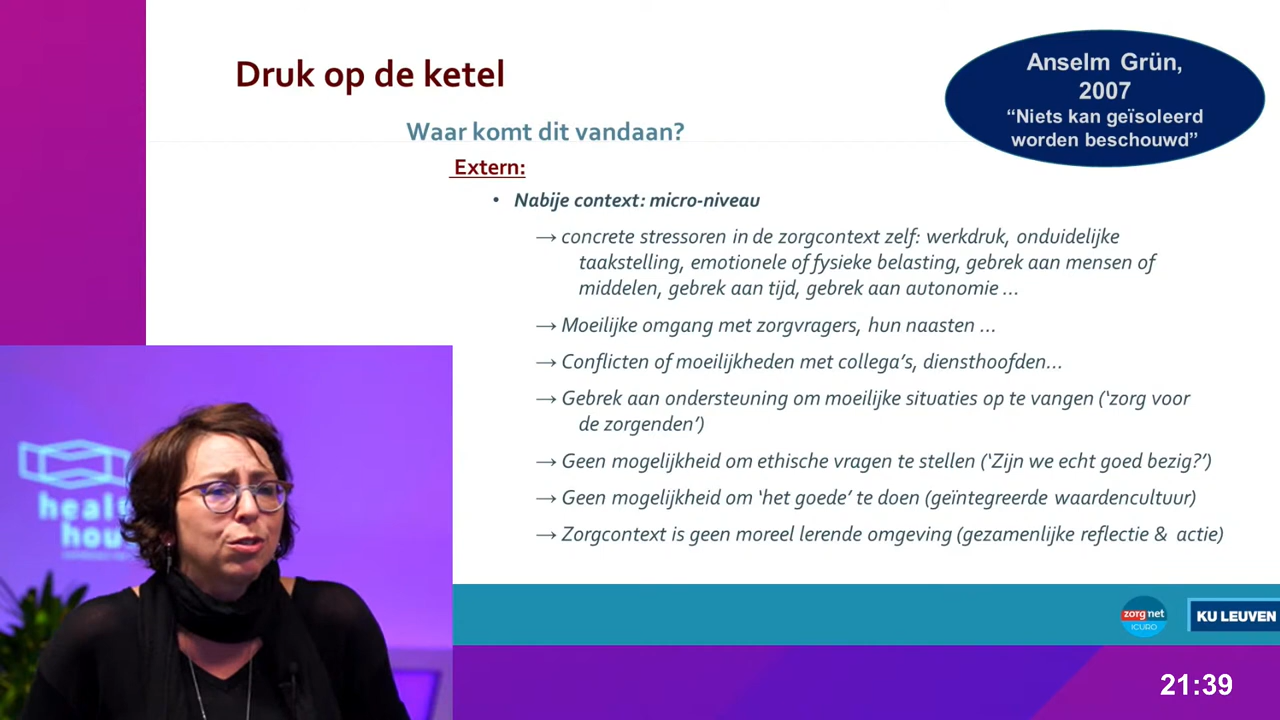 Druk op de ketel
Anselm Grün,
2007
“Niets kan geïsoleerd
worden beschouwd”
Waar komt dit vandaan?
Extern:
• Nabije context: micro-niveau
→ concrete stressoren in de zorgcontext zelf: werkdruk, onduidelijke
taakstelling, emotionele of fysieke belasting, gebrek aan mensen of
middelen, gebrek aan tijd, gebrek aan autonomie ...
→ Moeilijke omgang met zorgvragers, hun naasten ...
→ Conflicten of moeilijkheden met collega’s, diensthoofden...
→ Gebrek aan ondersteuning om moeilijke situaties op te vangen (‘zorg voor
de zorgenden’)
→ Geen mogelijkheid om ethische vragen te stellen (‘Zijn we echt goed bezig?’)
→ Geen mogelijkheid om ‘het goede’ te doen (geïntegreerde waardencultuur)
→ Zorgcontext is geen moreel lerende omgeving (gezamenlijke reflectie & actie)
zorgnet
ICURO
KU LEUVEN
21:39